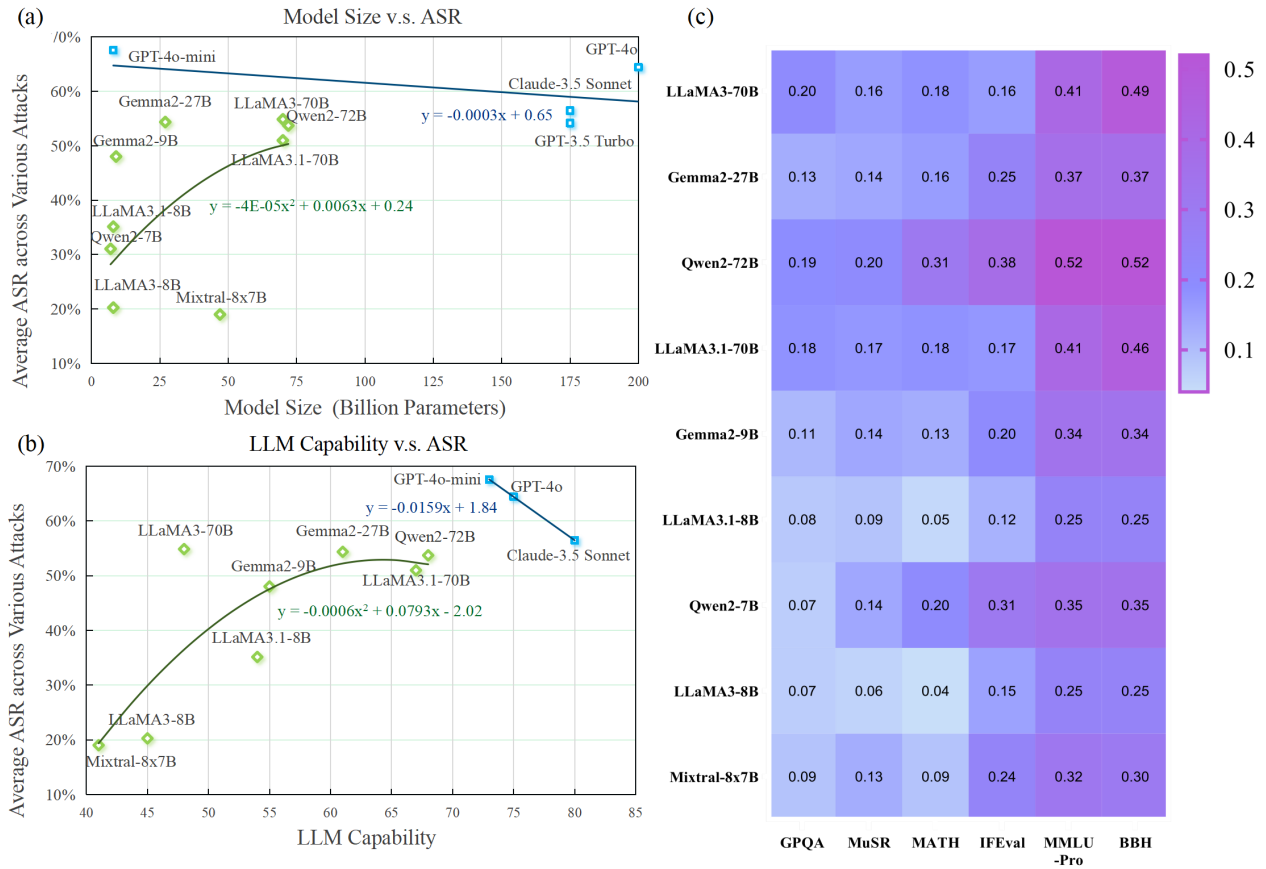 (a)
Model Size v.s. ASR
70%
60%
50%
40%
30%
20%
10%
Average ASR across Various Attacks
GPT-4o-mini
GPT-4o
Claude-3.5 Sonnet
Gemma2-27B
LLaMA3-70B
Qwen2-72B
y = -0.0003x + 0.65
GPT-3.5 Turbo
Gemma2-9B
LLaMA3.1-70B
LLaMA3.1-8B
y = -4E-05x² + 0.0063x + 0.24
Qwen2-7B
LLaMA3-8B
Mixtral-8x7B
0 25 50 75 100 125 150 175 200
Model Size (Billion Parameters)
(b)
LLM Capability v.s. ASR
70%
60%
50%
40%
30%
20%
10%
Average ASR across Various Attacks
GPT-4o-mini
GPT-4o
y = -0.0159x + 1.84
LLaMA3-70B
Gemma2-27B
Qwen2-72B
Claude-3.5 Sonnet
Gemma2-9B
LLaMA3.1-70B
y = -0.0006x² + 0.0793x - 2.02
LLaMA3.1-8B
LLaMA3-8B
Mixtral-8x7B
40 45 50 55 60 65 70 75 80 85
LLM Capability
(c)
LLaMA3-70B 0.20 0.16 0.18 0.16 0.41 0.49
Gemma2-27B 0.13 0.14 0.16 0.25 0.37 0.37
Qwen2-72B 0.19 0.20 0.31 0.38 0.52 0.52
LLaMA3.1-70B 0.18 0.17 0.18 0.17 0.41 0.46
Gemma2-9B 0.11 0.14 0.13 0.20 0.34 0.34
LLaMA3.1-8B 0.08 0.09 0.05 0.12 0.25 0.25
Qwen2-7B 0.07 0.14 0.20 0.31 0.35 0.35
LLaMA3-8B 0.07 0.06 0.04 0.15 0.25 0.25
Mixtral-8x7B 0.09 0.13 0.09 0.24 0.32 0.30
GPQA MuSR MATH IFEval MMLU BBH
-Pro
0.5
0.4
0.3
0.2
0.1